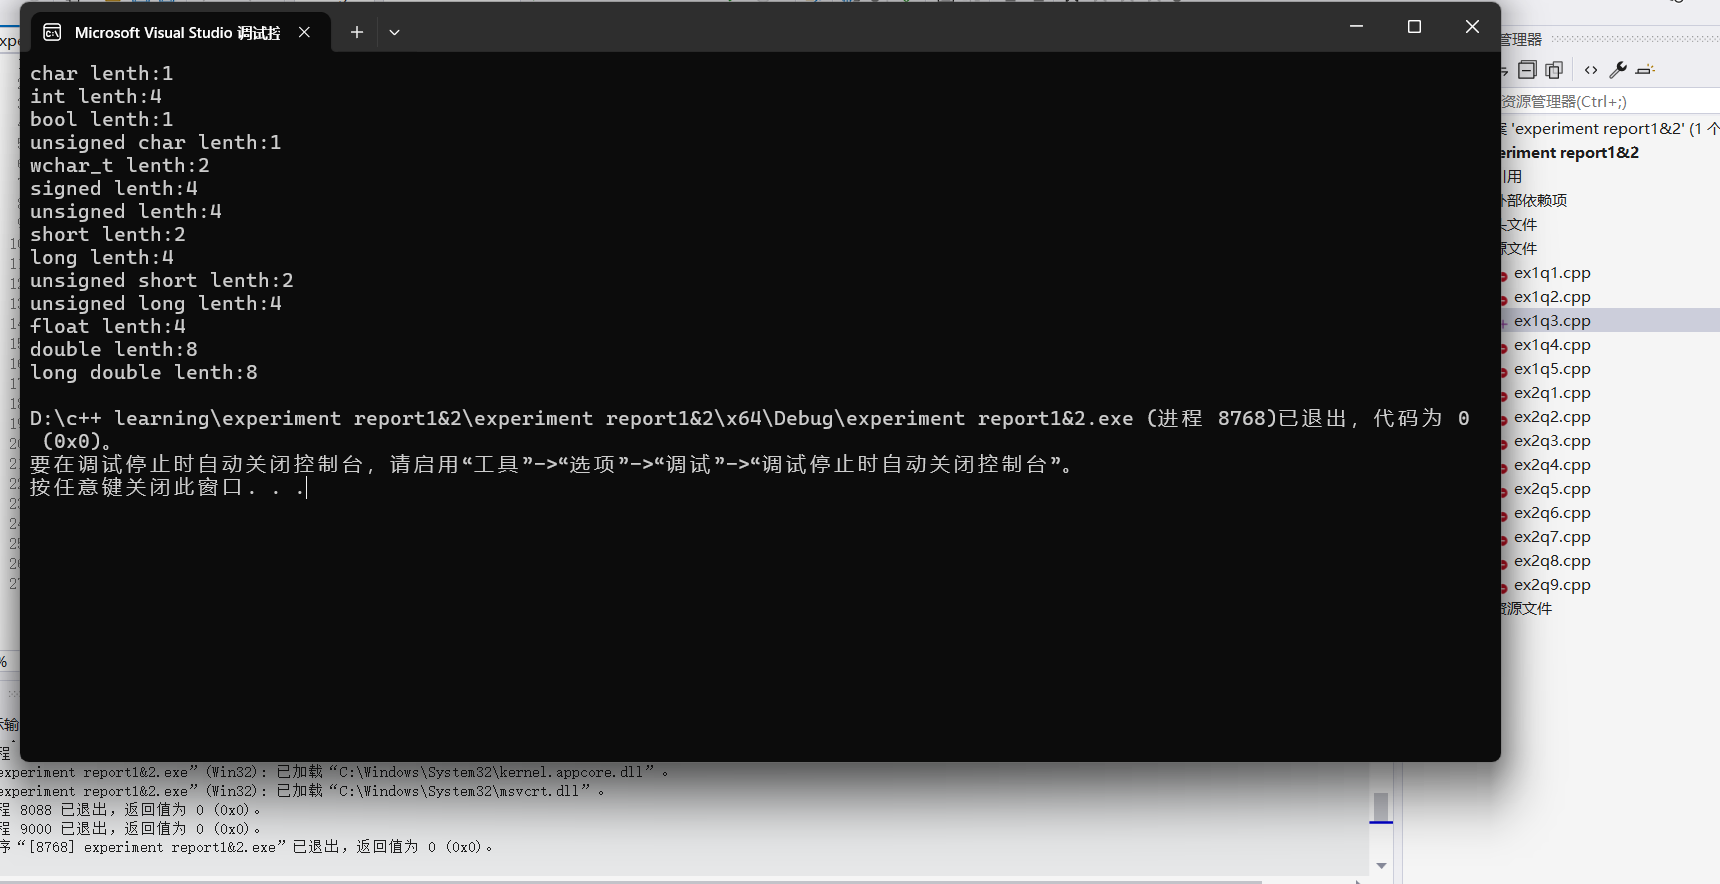 Microsoft Visual Studio 调试控
char lenth:1
int lenth:4
bool lenth:1
unsigned char lenth:1
wchar_t lenth:2
signed lenth:4
unsigned lenth:4
short lenth:2
long lenth:4
unsigned short lenth:2
unsigned long lenth:4
float lenth:4
double lenth:8
long double lenth:8
D:\c++ learning\experiment report1&2\experiment report1&2\x64\Debug\experiment report1&2.exe (进程 8768)已退出，代码为 0
(0x0)。
要在调试停止时自动关闭控制台，请启用“工具”->“选项”->“调试”->“调试停止时自动关闭控制台”。
按任意键关闭此窗口. . .
管理器
资源管理器(Ctrl+;)
'experiment report1&2' (1 个
eriment report1&2
引用
外部依赖项
头文件
源文件
ex1q1.cpp
ex1q2.cpp
ex1q3.cpp
ex1q4.cpp
ex1q5.cpp
ex2q1.cpp
ex2q2.cpp
ex2q3.cpp
ex2q4.cpp
ex2q5.cpp
ex2q6.cpp
ex2q7.cpp
ex2q8.cpp
ex2q9.cpp
资源文件
%
程
experiment report1&2.exe” (Win32): 已加载“C:\Windows\System32\kernel.appcore.dll”。
experiment report1&2.exe” (Win32): 已加载“C:\Windows\System32\msvcrt.dll”。
程 8088 已退出，返回值为 0 (0x0)。
程 9000 已退出，返回值为 0 (0x0)。
序“[8768] experiment report1&2.exe”已退出，返回值为 0 (0x0)。